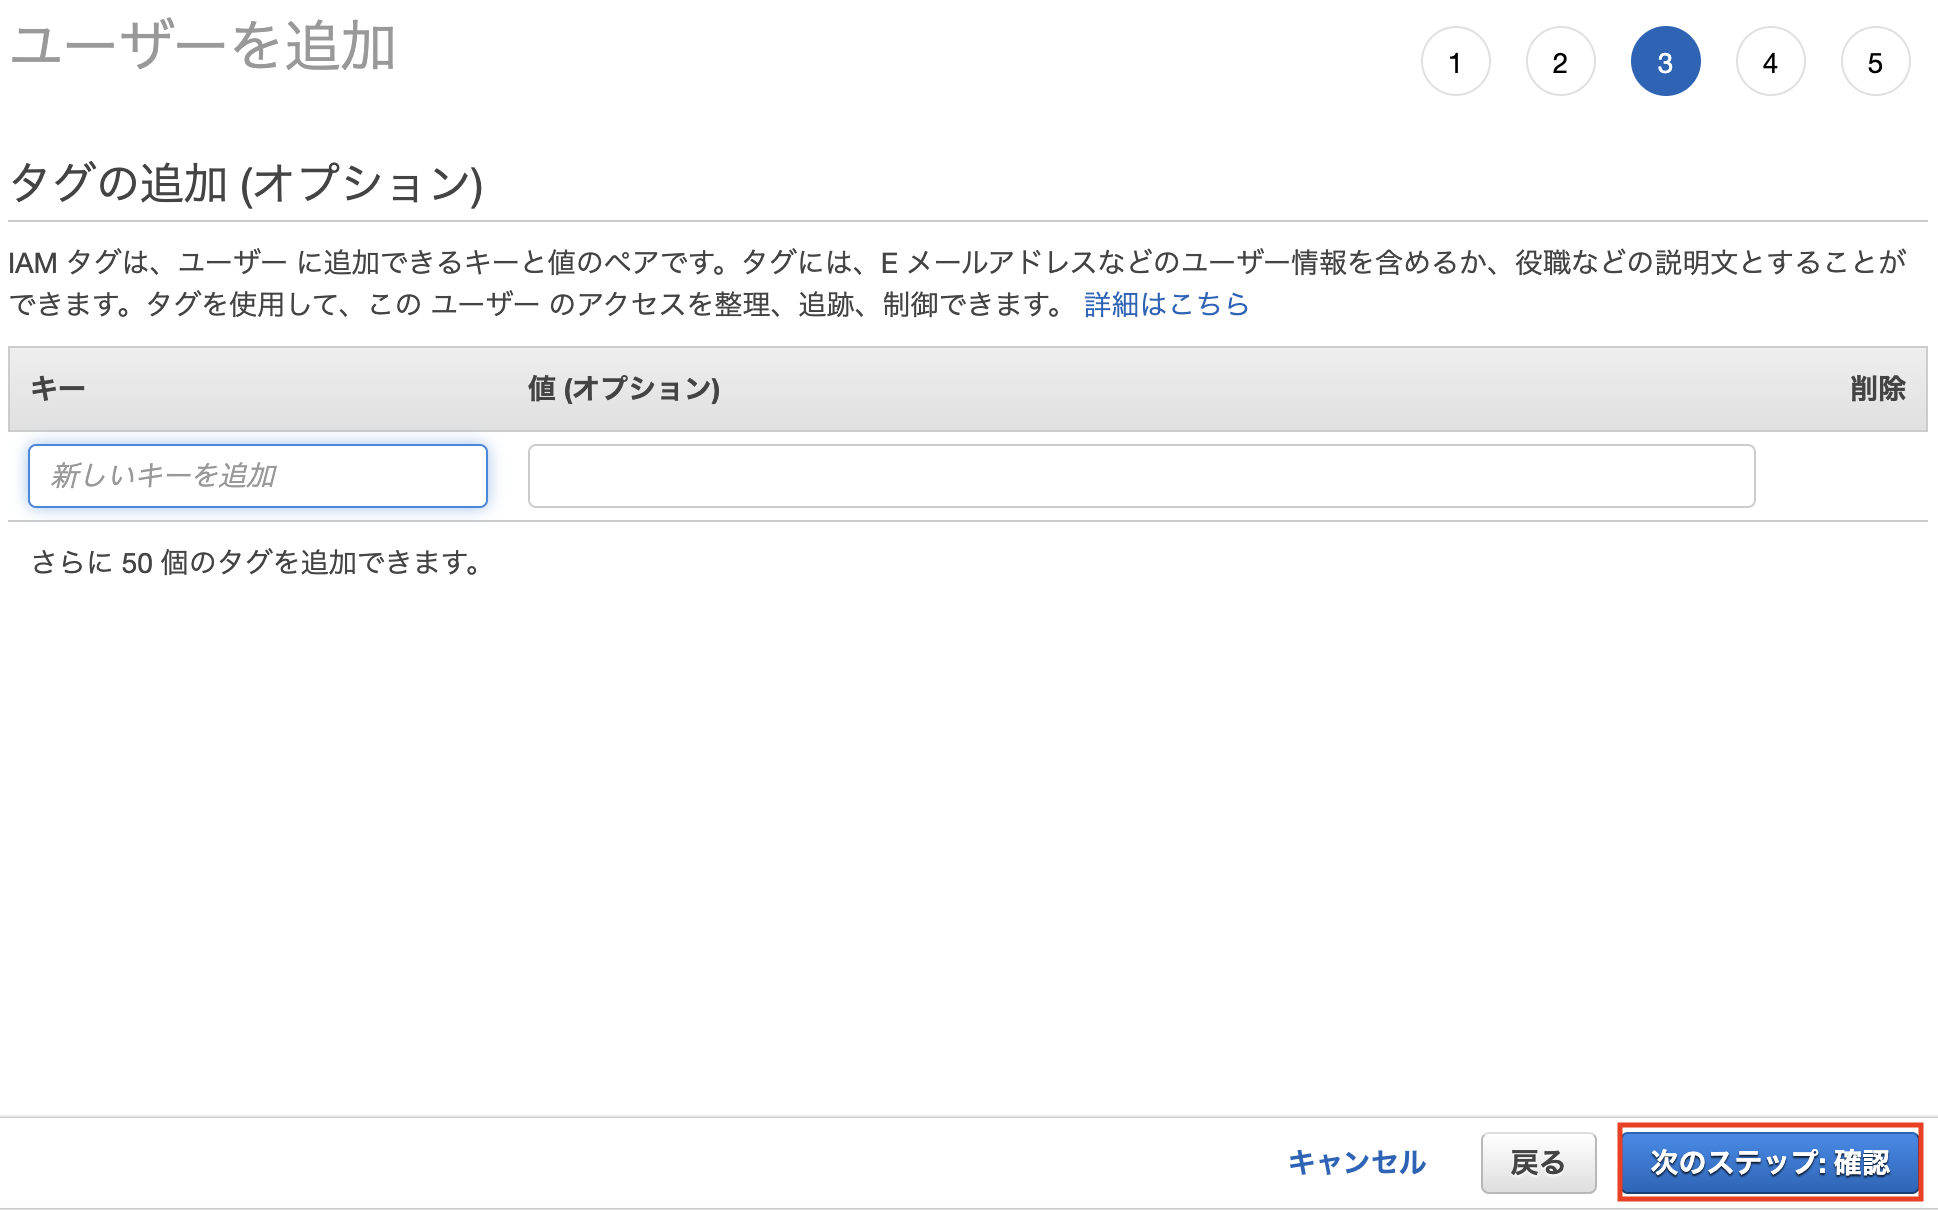 ユーザーを追加
1 2 3 4 5
タグの追加 (オプション)
IAM タグは、ユーザー に追加できるキーと値のペアです。タグには、E メールアドレスなどのユーザー情報を含めるか、役職などの説明文とすることが
できます。タグを使用して、この ユーザー のアクセスを整理、追跡、制御できます。 詳細はこちら
キー 値 (オプション) 削除
新しいキーを追加
さらに 50 個のタグを追加できます。
キャンセル 戻る 次のステップ: 確認